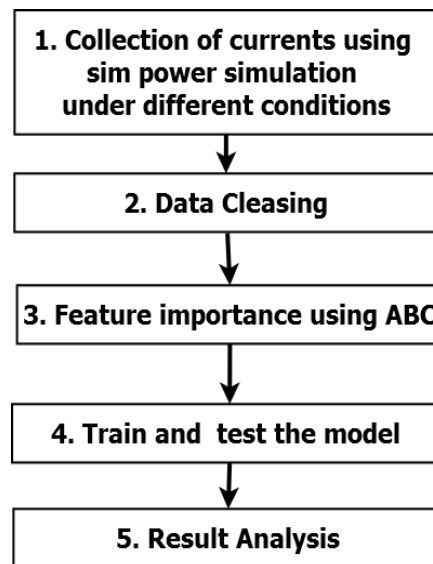 1. Collection of currents using
sim power simulation
under different conditions
2. Data Cleasing
3. Feature importance using ABC
4. Train and test the model
5. Result Analysis